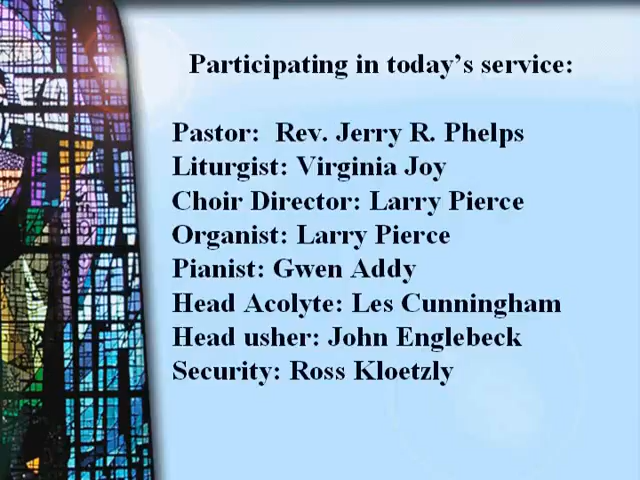 Participating in today's service:
Pastor:  Rev. Jerry R. Phelps
Liturgist: Virginia Joy
Choir Director: Larry Pierce
Organist: Larry Pierce
Pianist: Gwen Addy
Head Acolyte: Les Cunningham
Head usher: John Englebeck
Security: Ross Kloetzly